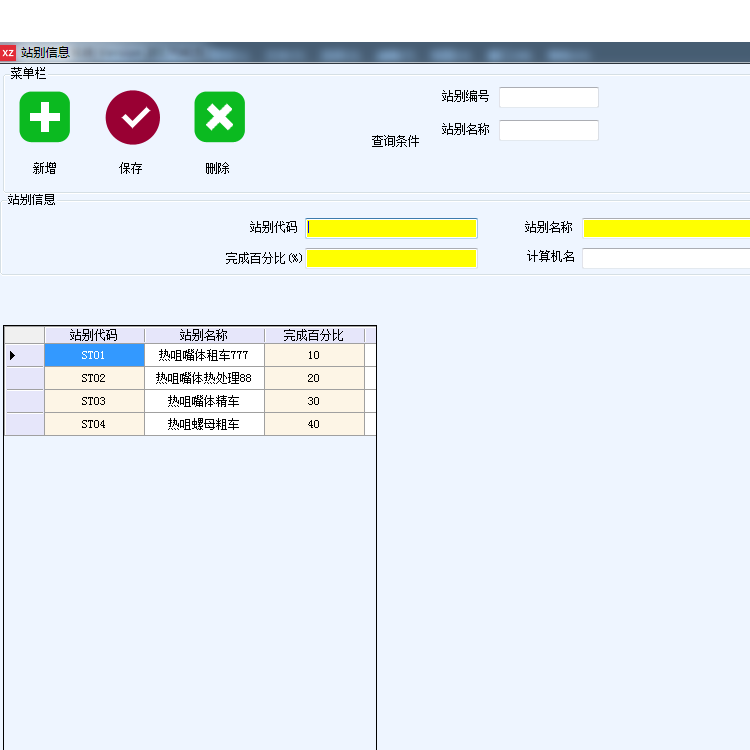 XZ 站别信息
菜单栏
新增 保存 删除
查询条件
站别编号
站别名称
站别信息
站别代码 站别名称
完成百分比(%) 计算机名
站别代码 站别名称 完成百分比
ST01 热咀嘴体租车777 10
ST02 热咀嘴体热处理88 20
ST03 热咀嘴体精车 30
ST04 热咀螺母粗车 40